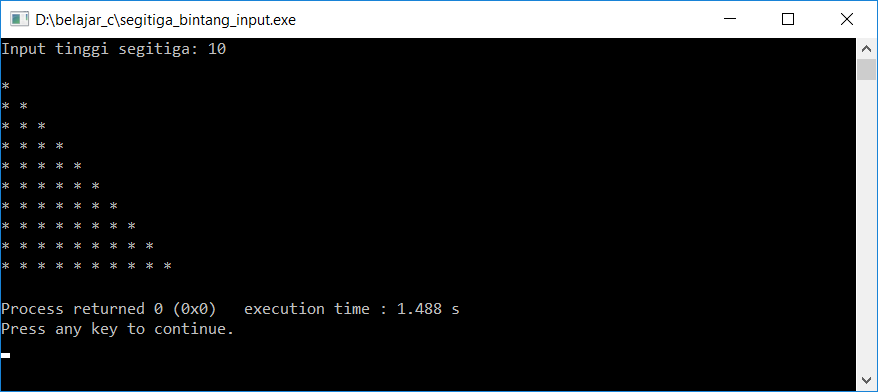 D:\belajar_c\segitiga_bintang_input.exe
Input tinggi segitiga: 10
*
* *
* * *
* * * *
* * * * *
* * * * * *
* * * * * * *
* * * * * * * *
* * * * * * * * *
* * * * * * * * * *
Process returned 0 (0x0)   execution time : 1.488 s
Press any key to continue.